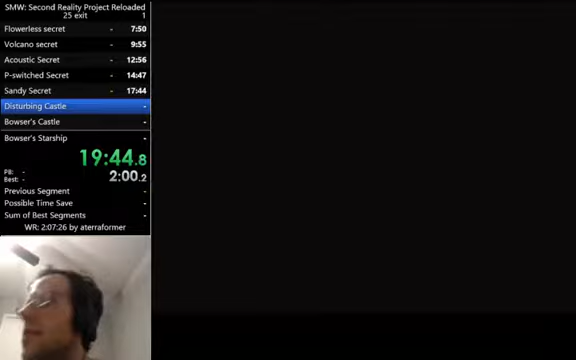 SMW: Second Reality Project Reloaded
25 exit 1
Flowerless secret - 7:50
Volcano secret - 9:55
Acoustic Secret - 12:56
P-switched Secret - 14:47
Sandy Secret - 17:44
Disturbing Castle -
Bowser's Castle -
Bowser's Starship -
19:44.8
PB: -
Best: - 2:00.2
Previous Segment -
Possible Time Save -
Sum of Best Segments -
WR: 2:07:26 by aterraformer